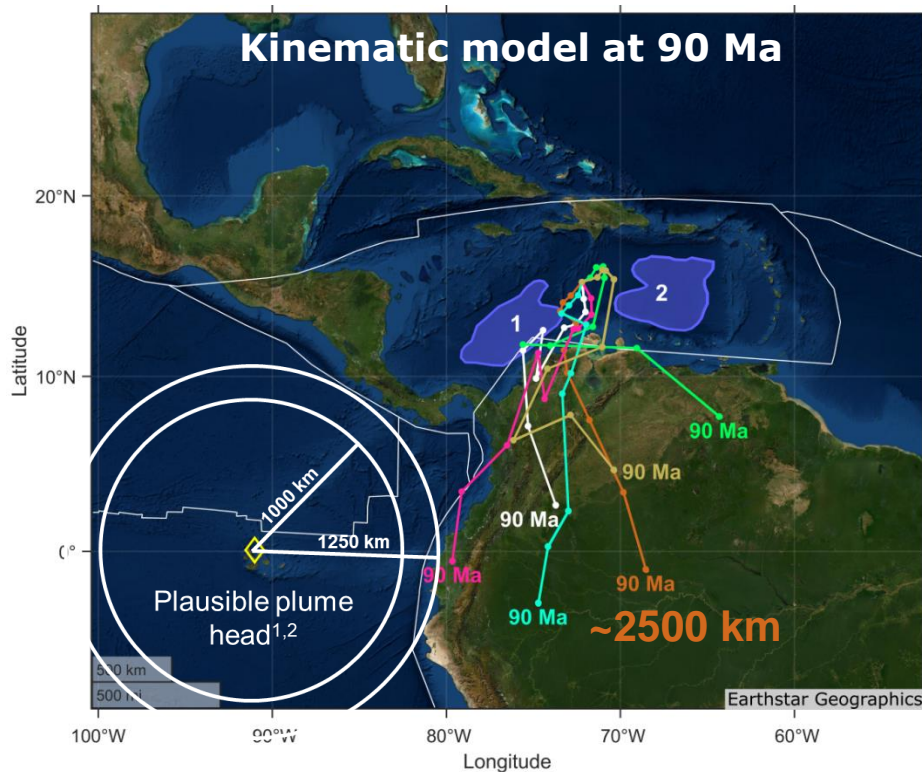 Kinematic model at 90 Ma
20°N
10°N
0°
Latitude
1
2
90 Ma
90 Ma
90 Ma
90 Ma
90 Ma
90 Ma
~2500 km
1000 km
1250 km
Plausible plume
head1,2
500 km
500 mi
Earthstar Geographics
100°W
90°W
80°W
70°W
60°W
Longitude